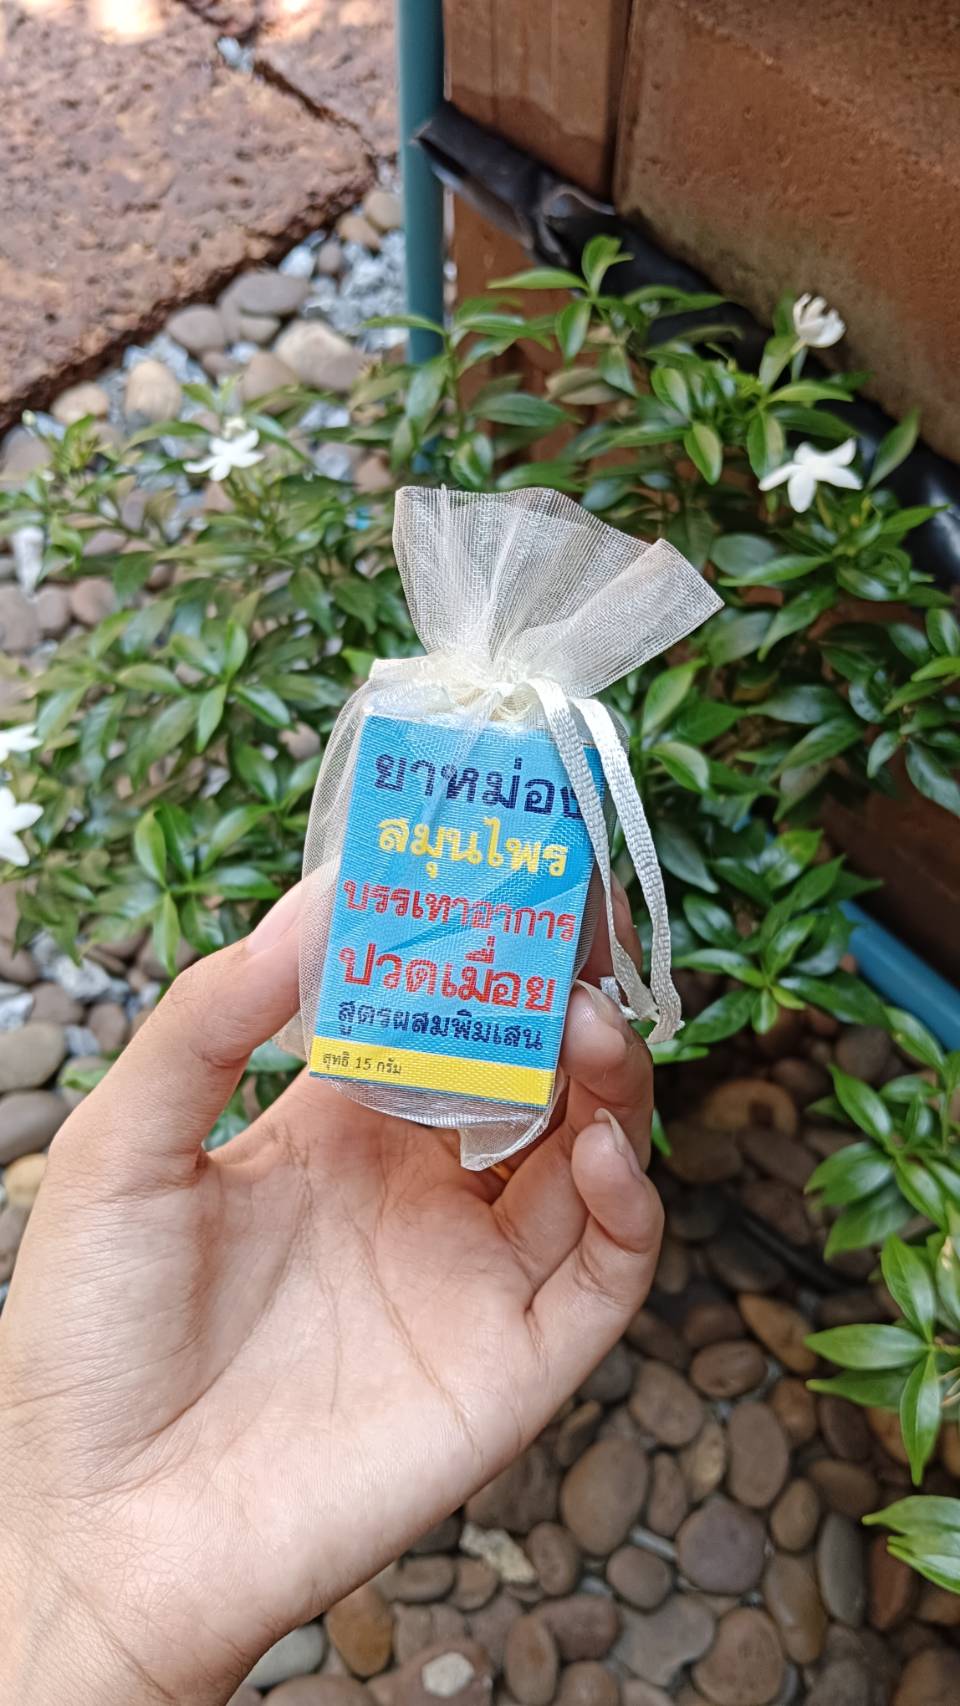 ยาหม่อง
สมุนไพร
บรรเทาอาการ
ปวดเมื่อย
สูตรผสมพิมเสน
สุทธิ 15 กรัม